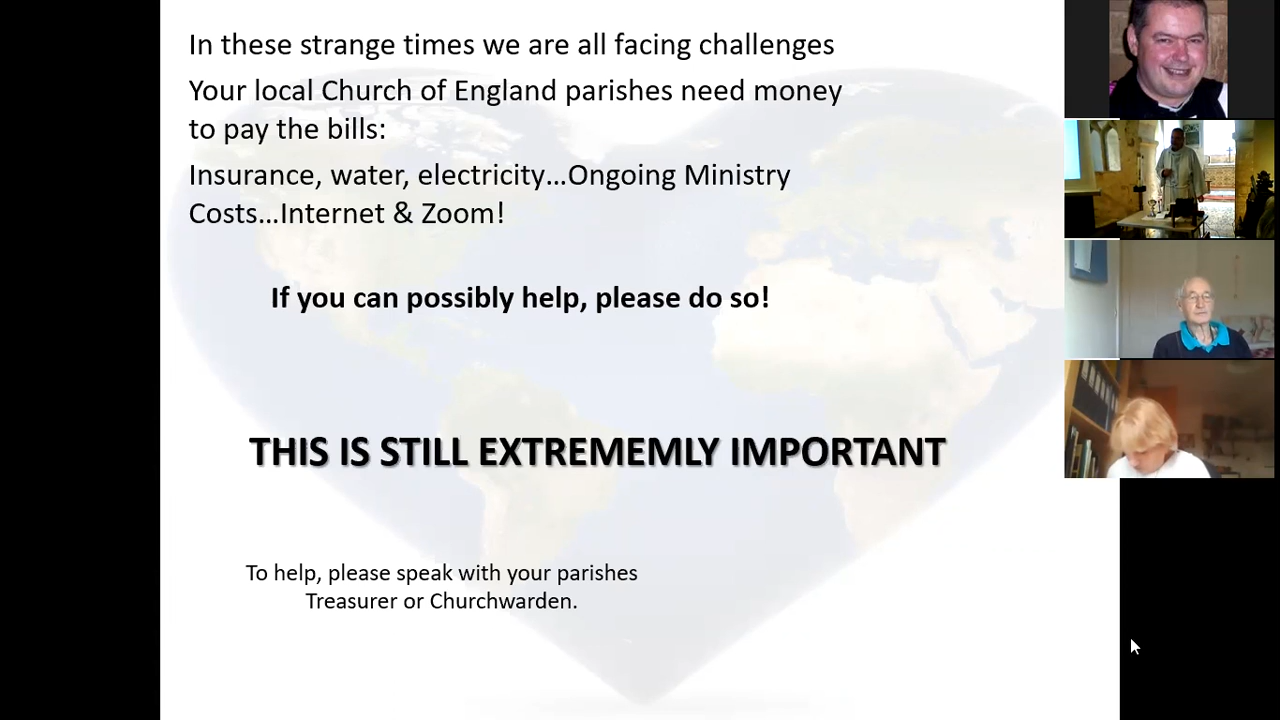 In these strange times we are all facing challenges
Your local Church of England parishes need money
to pay the bills:
Insurance, water, electricity…Ongoing Ministry
Costs…Internet & Zoom!
If you can possibly help, please do so!
THIS IS STILL EXTREMEMLY IMPORTANT
To help, please speak with your parishes
Treasurer or Churchwarden.